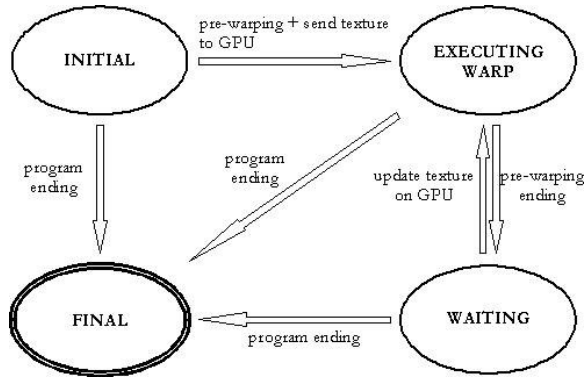 INITIAL
pre-warping + send texture
to GPU
EXECUTING
WARP
program
ending
program
ending
update texture
on GPU
pre-warping
ending
FINAL
program ending
WAITING